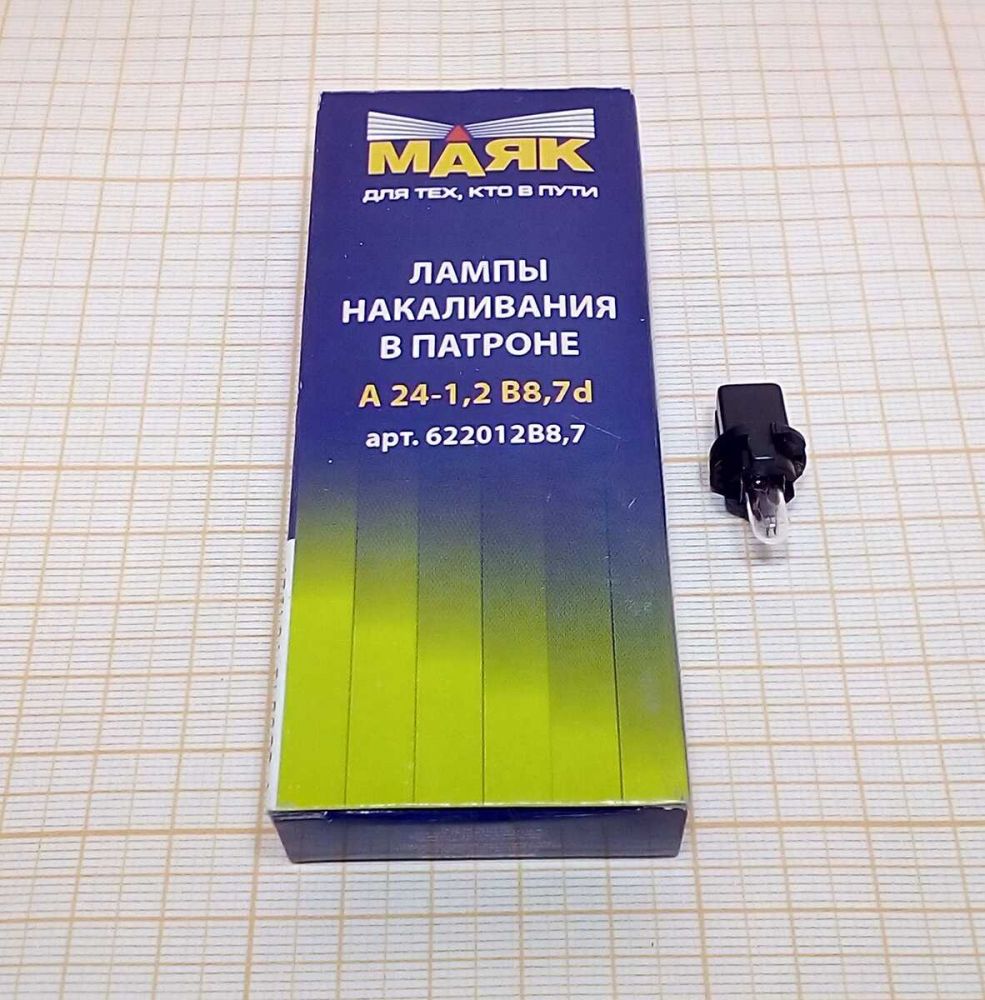 МАЯК
ДЛЯ ТЕХ, КТО В ПУТИ
ЛАМПЫ
НАКАЛИВАНИЯ
В ПАТРОНЕ
А 24-1,2 B8,7d
арт. 622012B8,7